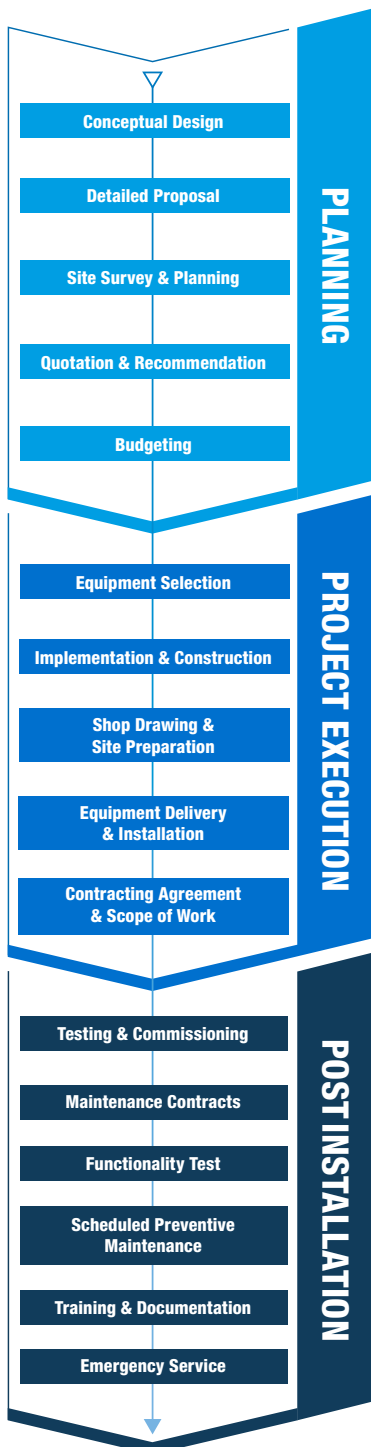 PLANNING
Conceptual Design
Detailed Proposal
Site Survey & Planning
Quotation & Recommendation
Budgeting
PROJECT EXECUTION
Equipment Selection
Implementation & Construction
Shop Drawing &
Site Preparation
Equipment Delivery
& Installation
Contracting Agreement
& Scope of Work
POST INSTALLATION
Testing & Commissioning
Maintenance Contracts
Functionality Test
Scheduled Preventive
Maintenance
Training & Documentation
Emergency Service